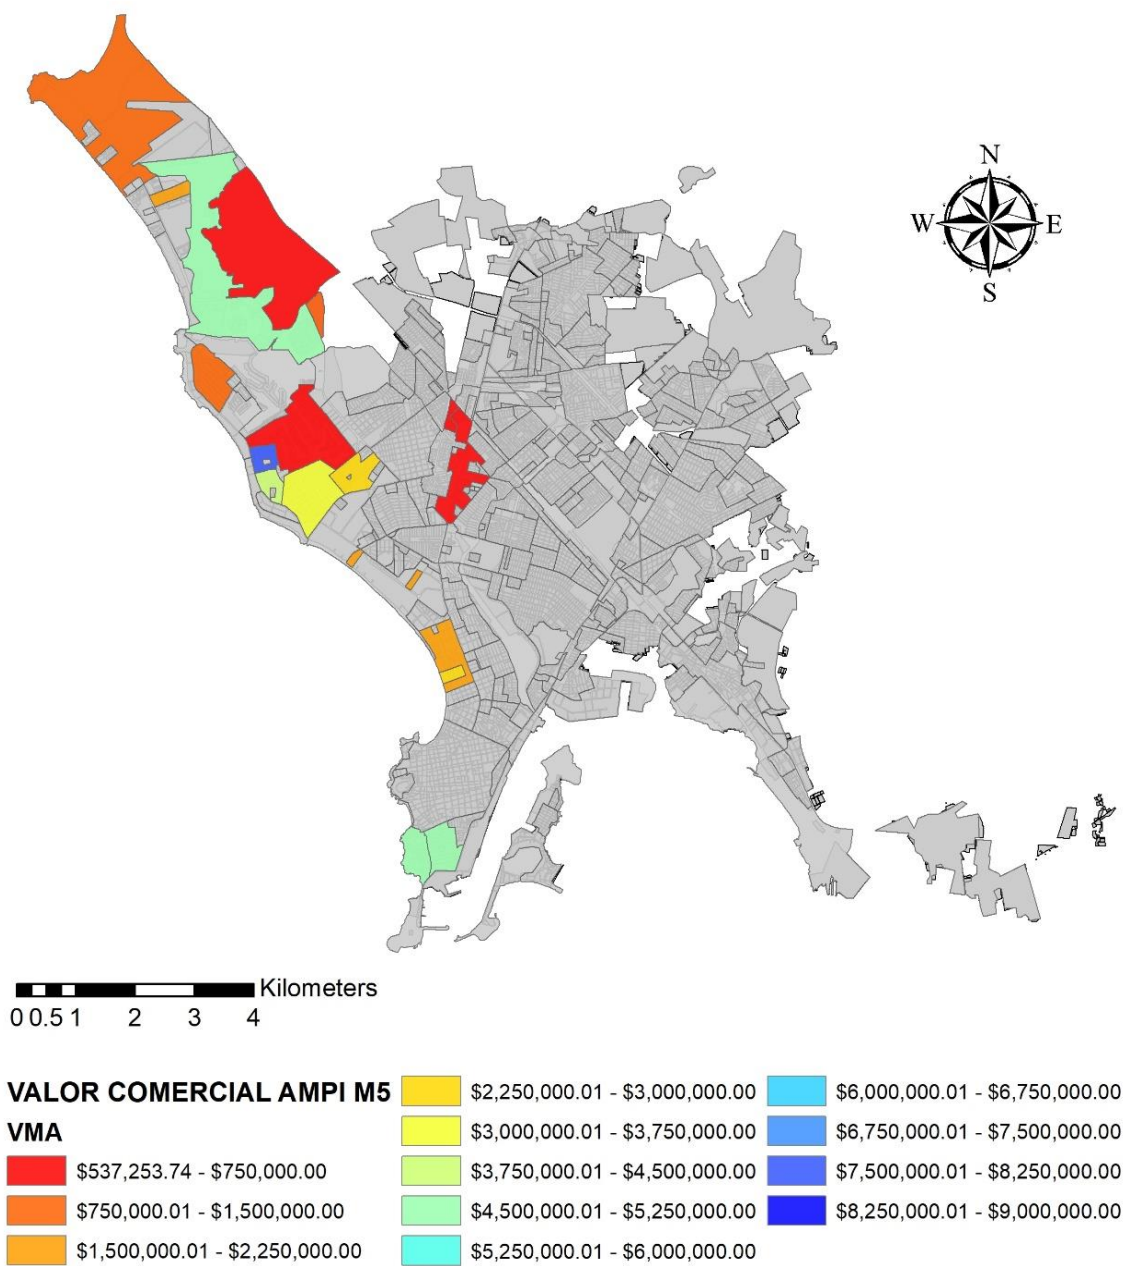 N
W E
S
Kilometers
0 0.5 1 2 3 4
VALOR COMERCIAL AMPI M5
VMA
$537,253.74 - $750,000.00
$750,000.01 - $1,500,000.00
$1,500,000.01 - $2,250,000.00
$2,250,000.01 - $3,000,000.00
$3,000,000.01 - $3,750,000.00
$3,750,000.01 - $4,500,000.00
$4,500,000.01 - $5,250,000.00
$5,250,000.01 - $6,000,000.00
$6,000,000.01 - $6,750,000.00
$6,750,000.01 - $7,500,000.00
$7,500,000.01 - $8,250,000.00
$8,250,000.01 - $9,000,000.00